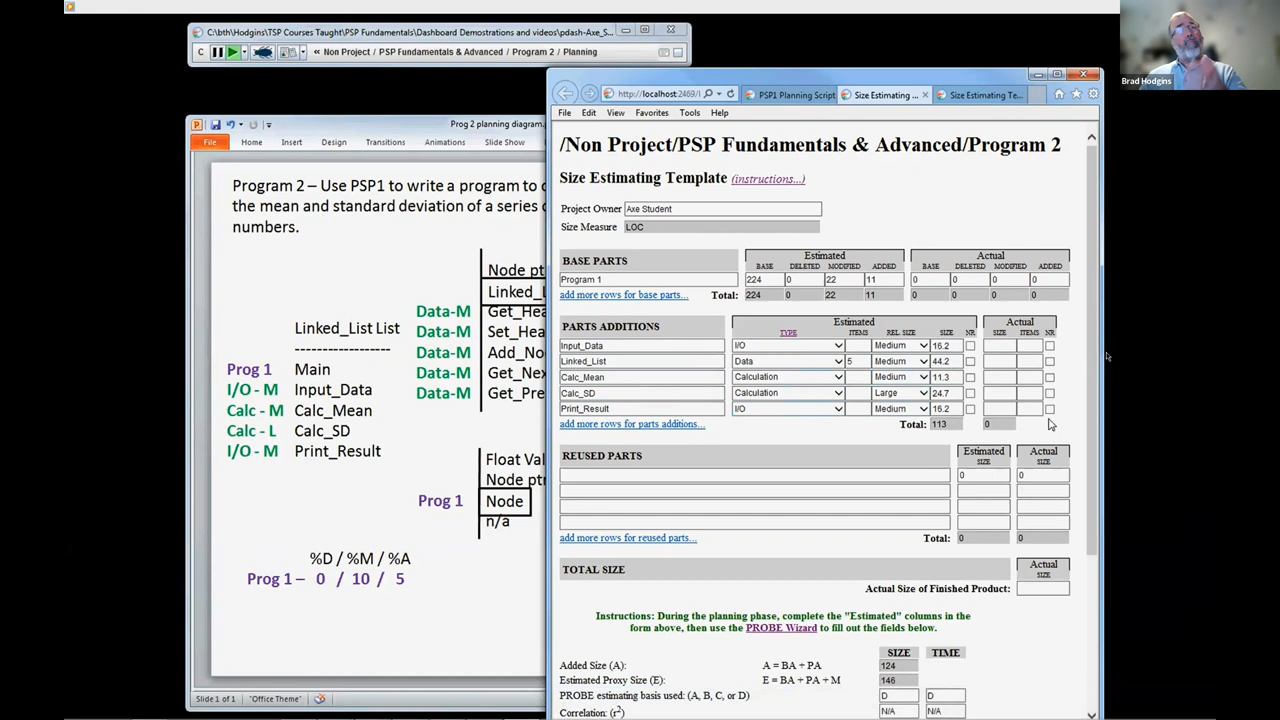 C:\bth\Hodgins\TSP Courses Taught\PSP Fundamentals\Dashboard Demostrations and videos\pdash-Axe_S...
C
Non Project / PSP Fundamentals & Advanced / Program 2 / Planning
Brad Hodgins
Prog 2 planning diagram.
File Home Insert Design Transitions Animations Slide Show
Program 2 – Use PSP1 to write a program to c
the mean and standard deviation of a series o
numbers.
Node pt
Linked_L
Data-M Get_Hea
Data-M Set_Hea
Data-M Add_No
Data-M Get_Nex
Data-M Get_Pre
Linked_List List
-----------------
Prog 1 Main
I/O - M Input_Data
Calc - M Calc_Mean
Calc - L Calc_SD
I/O - M Print_Result
Float Val
Node pt
Prog 1 Node
n/a
%D / %M / %A
Prog 1 – 0 / 10 / 5
Slide 1 of 1 "Office Theme"
http://localhost:2469/ PSP1 Planning Script Size Estimating ... Size Estimating Te...
File Edit View Favorites Tools Help
/Non Project/PSP Fundamentals & Advanced/Program 2
Size Estimating Template (instructions...)
Project Owner Axe Student
Size Measure LOC
BASE PARTS Estimated Actual
BASE DELETED MODIFIED ADDED BASE DELETED MODIFIED ADDED
Program 1 224 0 22 11 0 0 0 0
add more rows for base parts... Total: 224 0 22 11 0 0 0 0
PARTS ADDITIONS Estimated Actual
TYPE ITEMS REL. SIZE SIZE NR SIZE ITEMS NR
Input_Data I/O Medium 16.2
Linked_List Data 5 Medium 44.2
Calc_Mean Calculation Medium 11.3
Calc_SD Calculation Large 24.7
Print_Result I/O Medium 16.2
add more rows for parts additions... Total: 113 0
REUSED PARTS Estimated SIZE Actual SIZE
0 0
add more rows for reused parts... Total: 0 0
TOTAL SIZE Actual SIZE
Actual Size of Finished Product:
Instructions: During the planning phase, complete the "Estimated" columns in the
form above, then use the PROBE Wizard to fill out the fields below.
SIZE TIME
Added Size (A): A = BA + PA 124
Estimated Proxy Size (E): E = BA + PA + M 146
PROBE estimating basis used: (A, B, C, or D) D D
Correlation: (r2) N/A N/A